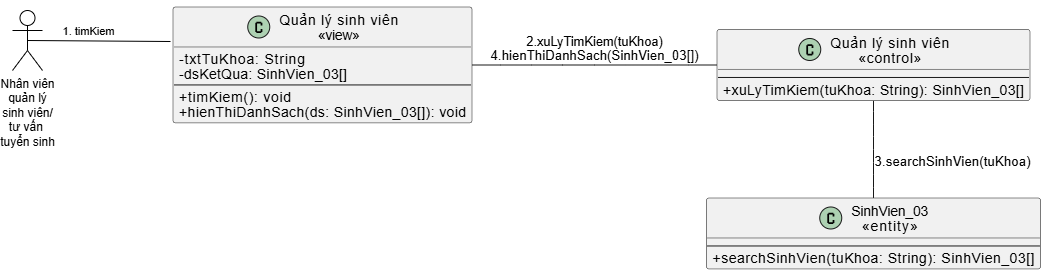 1. timKiem
Nhân viên
quản lý
sinh viên/
tư vấn
tuyển sinh
C
Quản lý sinh viên
«view»
-txtTuKhoa: String
-dsKetQua: SinhVien_03[]
+timKiem(): void
+hienThiDanhSach(ds: SinhVien_03[]): void
2.xuLyTimKiem(tuKhoa)
4.hienThiDanhSach(SinhVien_03[])
C
Quản lý sinh viên
«control»
+xuLyTimKiem(tuKhoa: String): SinhVien_03[]
3.searchSinhVien(tuKhoa)
C
SinhVien_03
«entity»
+searchSinhVien(tuKhoa: String): SinhVien_03[]